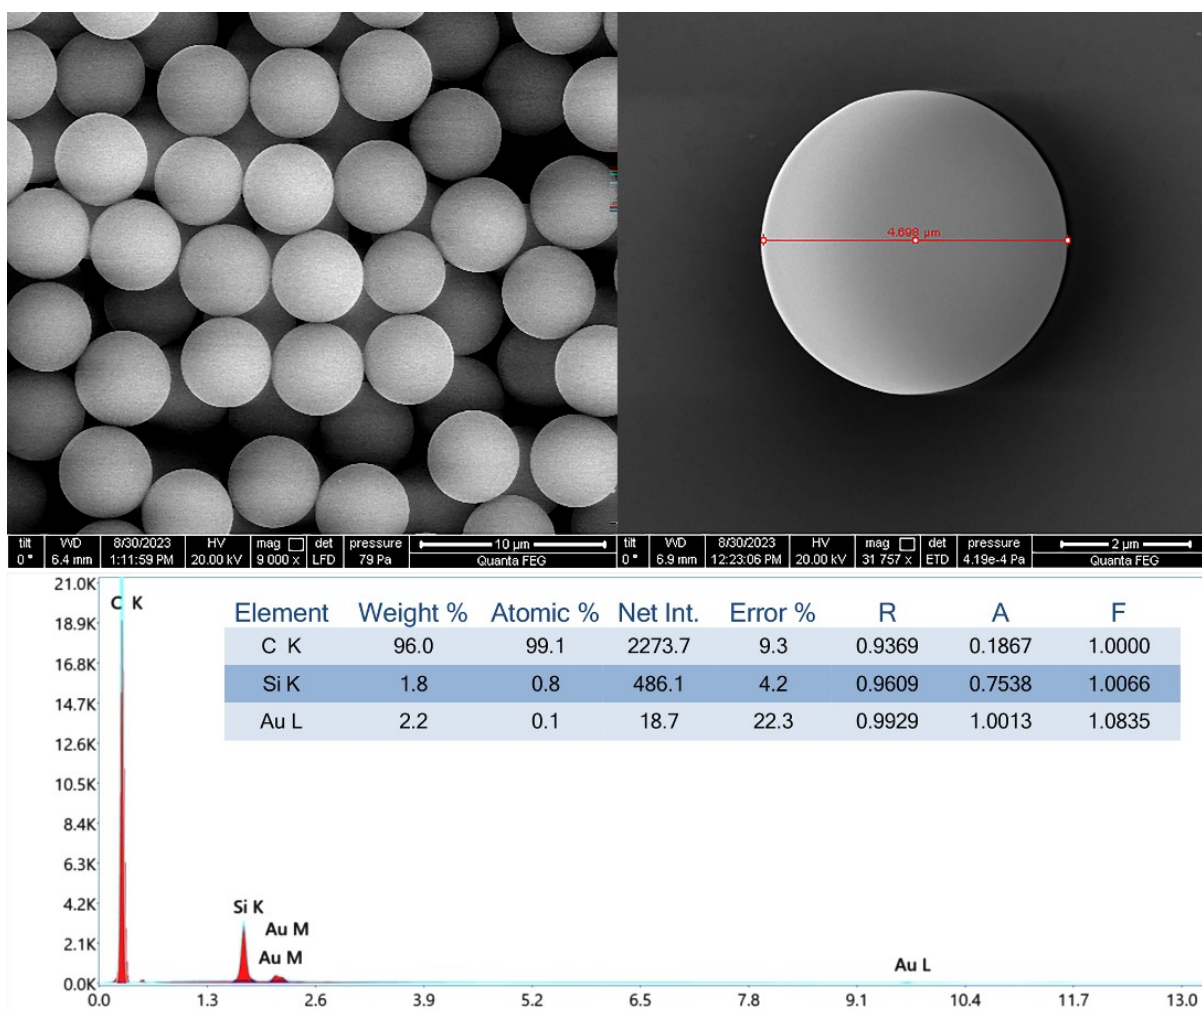 4.698 µm
tilt WD 8/30/2023 HV mag det pressure 10 µm
0 ° 6.4 mm 1:11:59 PM 20.00 kV 9 000 x LFD 79 Pa Quanta FEG
tilt WD 8/30/2023 HV mag det pressure 2 µm
0 ° 6.9 mm 12:23:06 PM 20.00 kV 31 757 x ETD 4.19e-4 Pa Quanta FEG
Element Weight % Atomic % Net Int. Error % R A F
C K 96.0 99.1 2273.7 9.3 0.9369 0.1867 1.0000
Si K 1.8 0.8 486.1 4.2 0.9609 0.7538 1.0066
Au L 2.2 0.1 18.7 22.3 0.9929 1.0013 1.0835
21.0K
18.9K
16.8K
14.7K
12.6K
10.5K
8.4K
6.3K
4.2K
2.1K
0.0K
C K
Si K
Au M
Au M
Au L
0.0 1.3 2.6 3.9 5.2 6.5 7.8 9.1 10.4 11.7 13.0